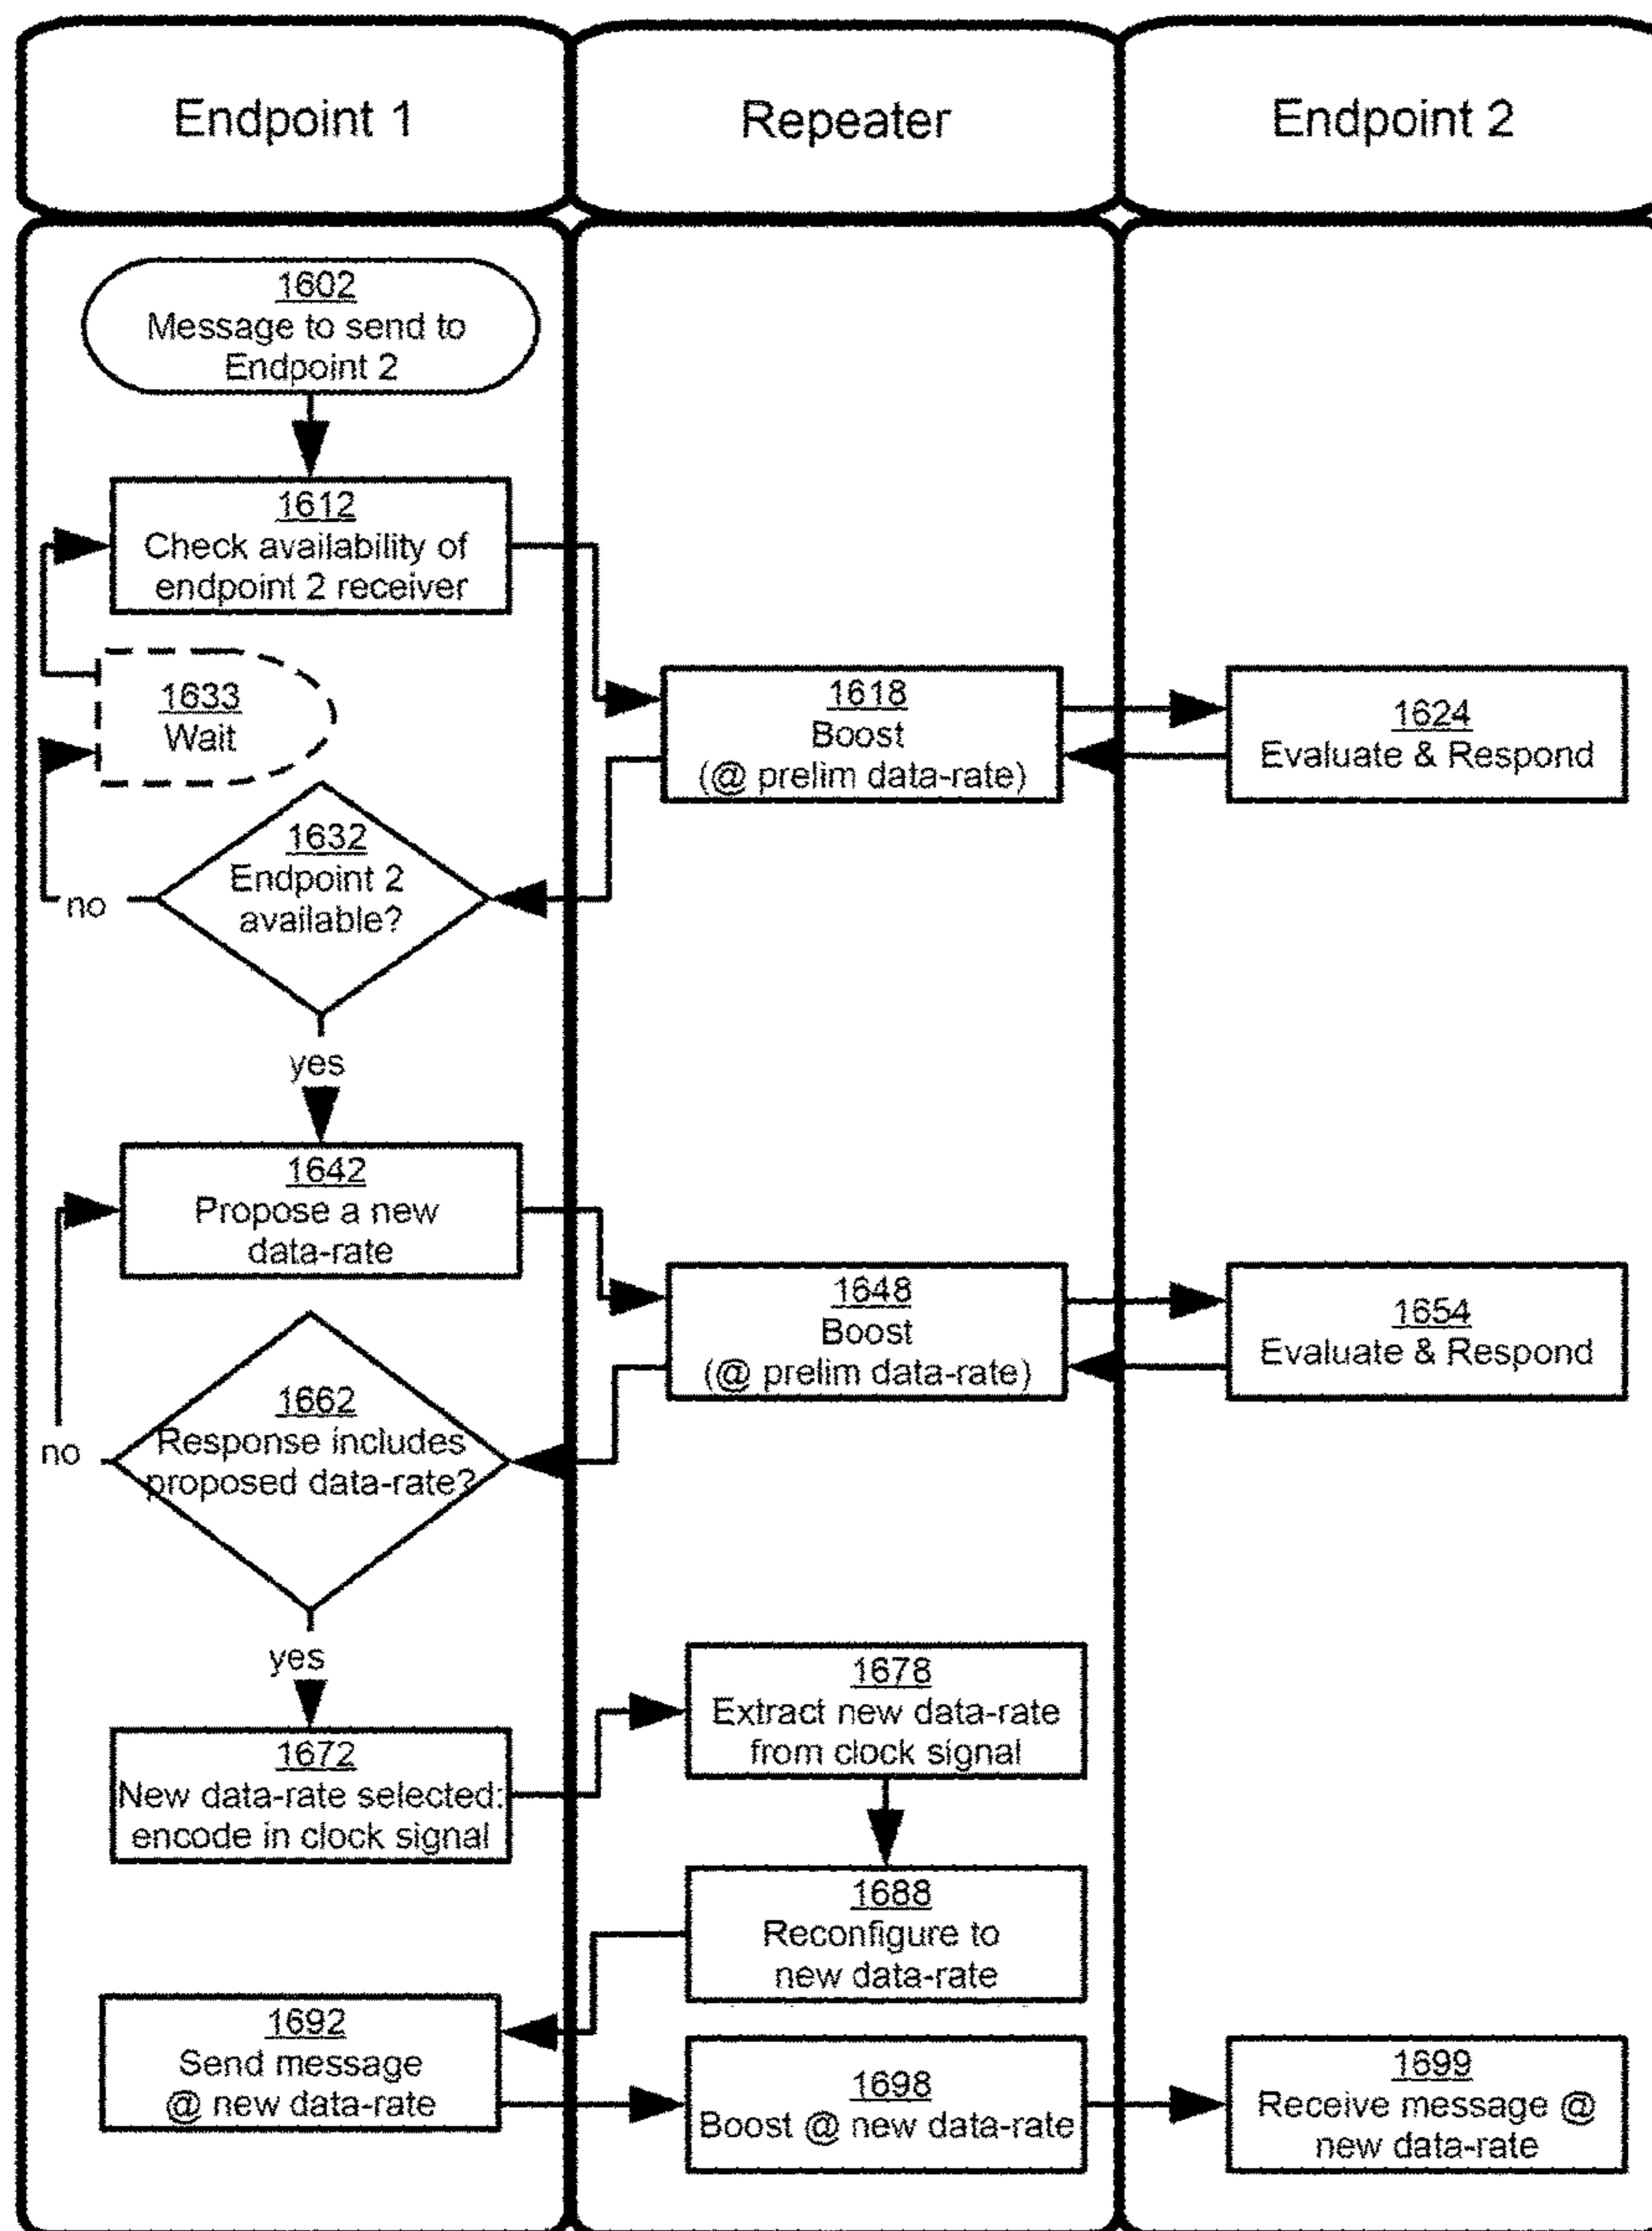 Endpoint 1
Repeater
Endpoint 2
1602
Message to send to
Endpoint 2
1612
Check availability of
endpoint 2 receiver
1633
Wait
1618
Boost
(@ prelim data-rate)
1624
Evaluate & Respond
1632
Endpoint 2
available?
no
yes
1642
Propose a new
data-rate
1648
Boost
(@ prelim data-rate)
1654
Evaluate & Respond
1662
Response includes
proposed data-rate?
no
yes
1672
New data-rate selected:
encode in clock signal
1678
Extract new data-rate
from clock signal
1688
Reconfigure to
new data-rate
1692
Send message
@ new data-rate
1698
Boost @ new data-rate
1699
Receive message @
new data-rate